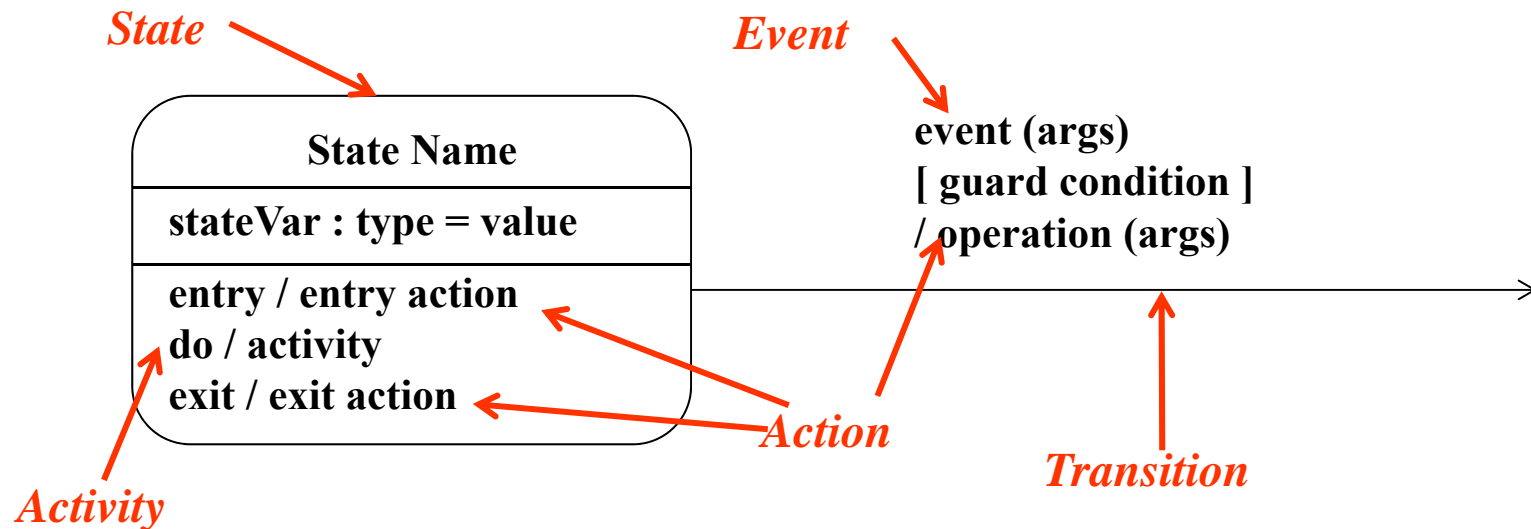 State
Event
State Name
stateVar : type = value
entry / entry action
do / activity
exit / exit action
event (args)
[ guard condition ]
/ operation (args)
Action
Transition
Activity